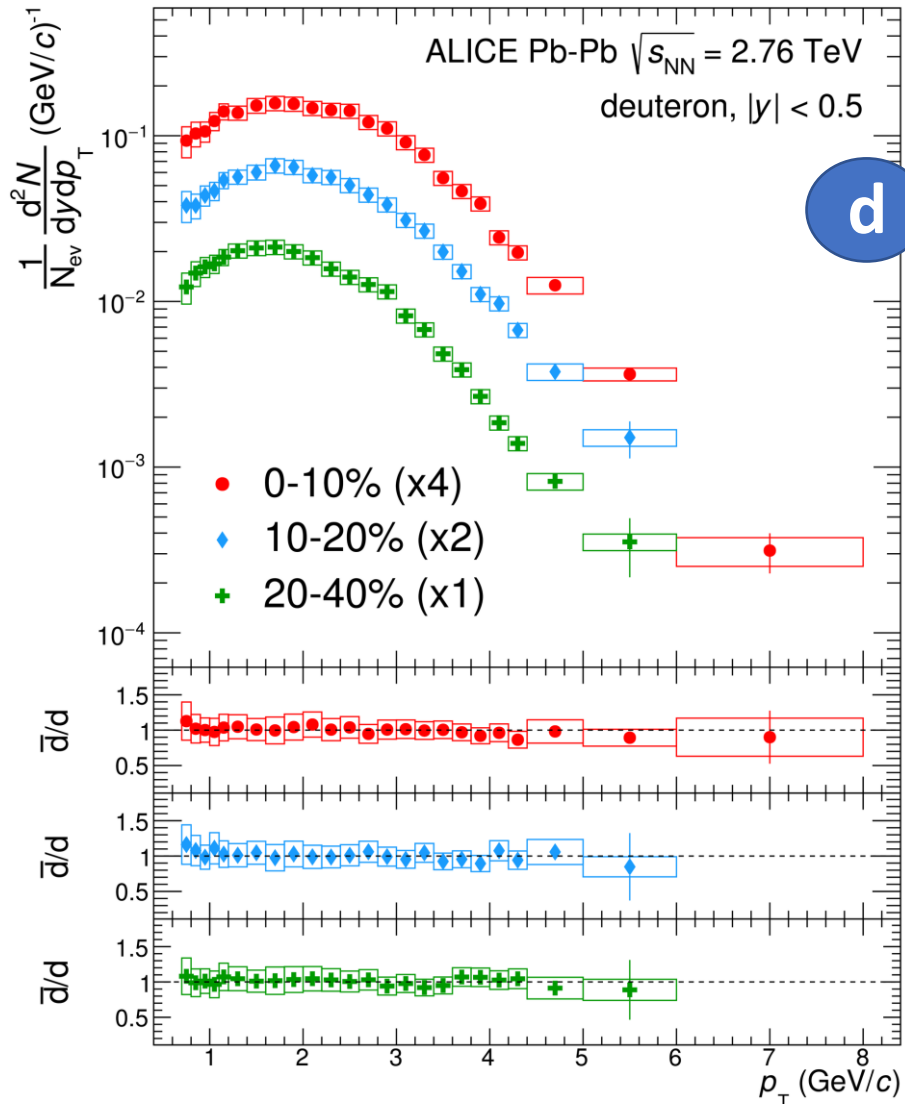 ALICE Pb-Pb √sNN = 2.76 TeV
deuteron, |y| < 0.5
d
1/Nev d²N/dydpT (GeV/c)⁻¹
10⁻¹
10⁻²
10⁻³
10⁻⁴
0-10% (x4)
10-20% (x2)
20-40% (x1)
d̅/d
1.5
1
0.5
d̅/d
1.5
1
0.5
d̅/d
1.5
1
0.5
1 2 3 4 5 6 7 8
pT (GeV/c)